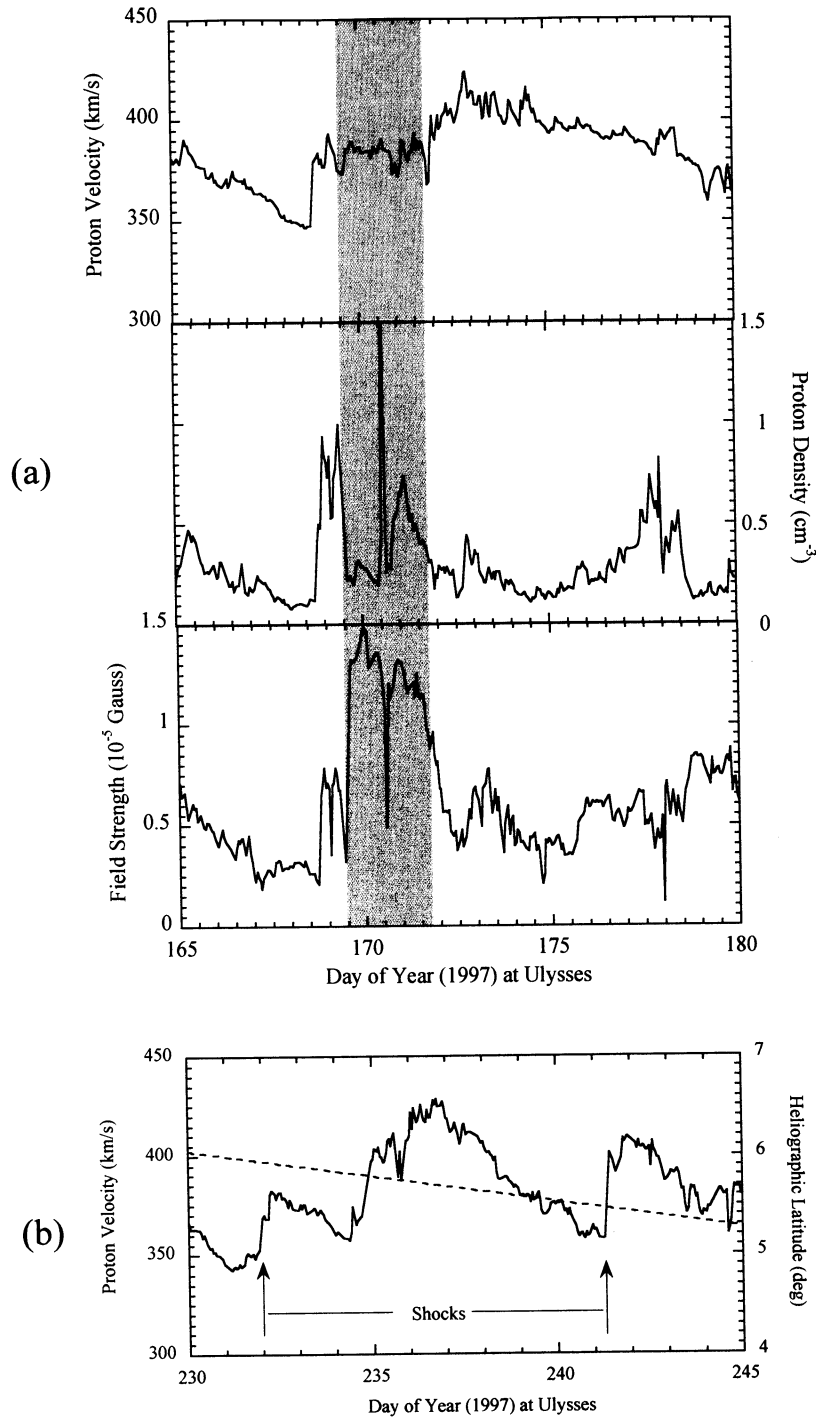 450
400
350
300
Proton Velocity (km/s)
1.5
1
0.5
0
Proton Density (cm-3)
(a)
1.5
1
0.5
0
Field Strength (10-5 Gauss)
165
170
175
180
Day of Year (1997) at Ulysses
450
400
350
300
Proton Velocity (km/s)
7
6
5
4
Heliographic Latitude (deg)
(b)
Shocks
230
235
240
245
Day of Year (1997) at Ulysses